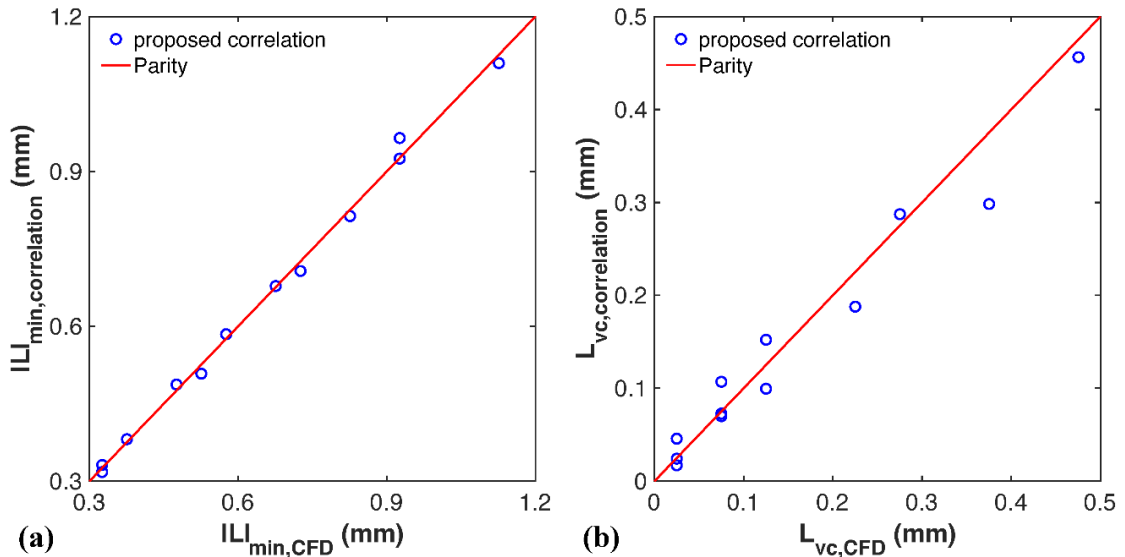 1.2
0.9
0.6
0.3
ILI_min,correlation (mm)
proposed correlation
Parity
0.3 0.6 0.9 1.2
ILI_min,CFD (mm)
(a)
0.5
0.4
0.3
0.2
0.1
0
L_vc,correlation (mm)
proposed correlation
Parity
0 0.1 0.2 0.3 0.4 0.5
L_vc,CFD (mm)
(b)